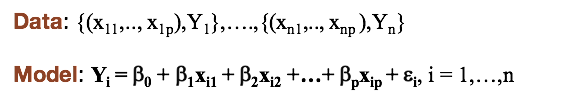 Data: {(x₁₁,.., x₁ₚ),Y₁},….,{(xₙ₁,.., xₙₚ ),Yₙ}
Model: Yᵢ = β₀ + β₁xᵢ₁ + β₂xᵢ₂ +…+ βₚxᵢₚ + εᵢ, i = 1,…,n